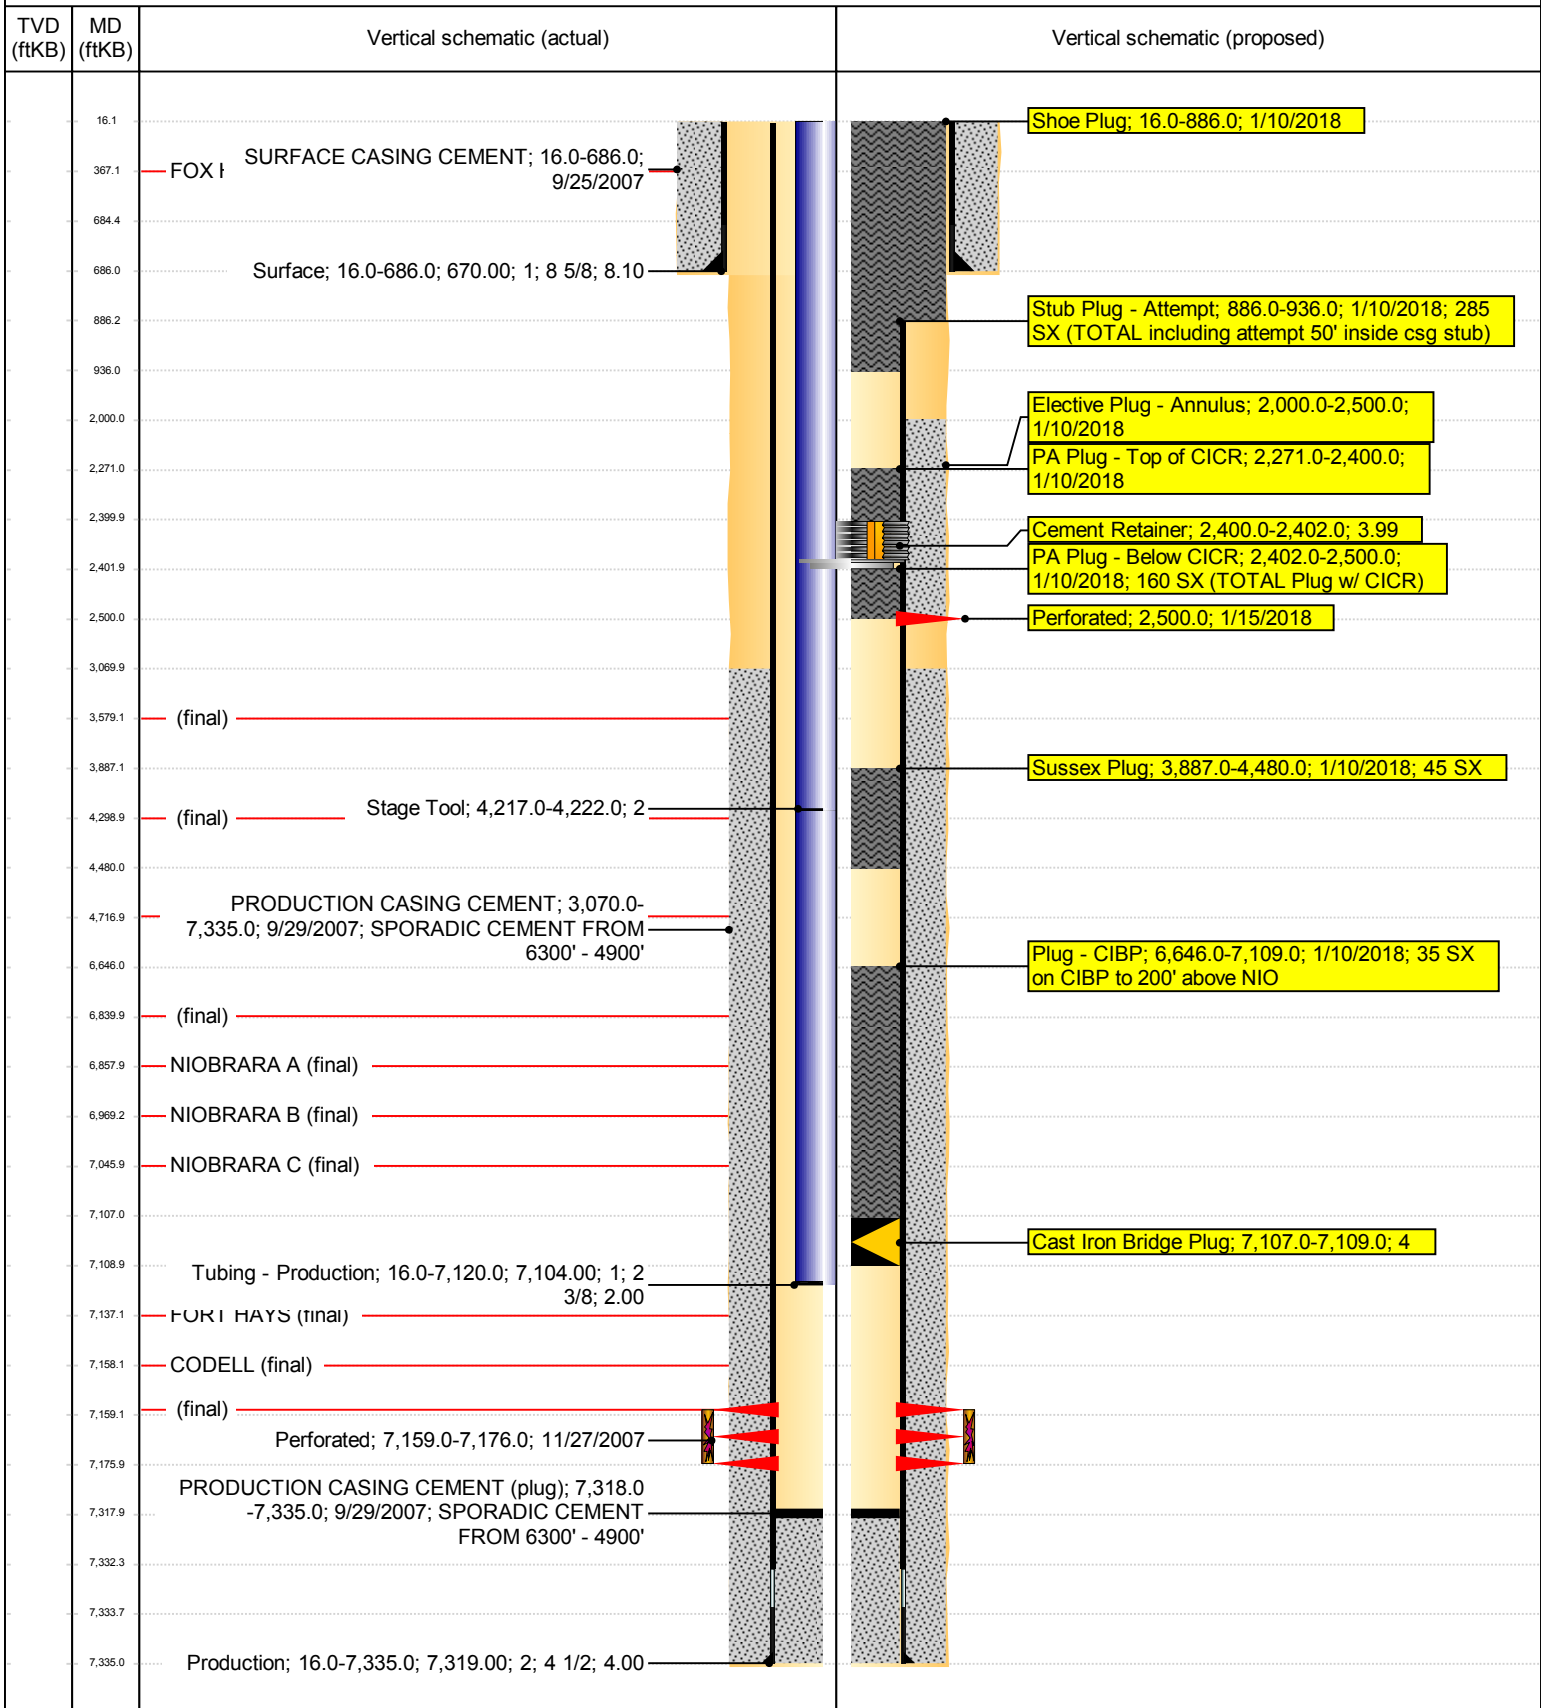 TVD (ftKB)
MD (ftKB)
Vertical schematic (actual)
Vertical schematic (proposed)
16.1
Shoe Plug; 16.0-886.0; 1/10/2018
SURFACE CASING CEMENT; 16.0-686.0;
9/25/2007
367.1
FOX
684.4
686.0
Surface; 16.0-686.0; 670.00; 1; 8 5/8; 8.10
886.2
Stub Plug - Attempt; 886.0-936.0; 1/10/2018; 285
SX (TOTAL including attempt 50' inside csg stub)
936.0
2,000.0
Elective Plug - Annulus; 2,000.0-2,500.0;
1/10/2018
2,271.0
PA Plug - Top of CICR; 2,271.0-2,400.0;
1/10/2018
2,399.9
Cement Retainer; 2,400.0-2,402.0; 3.99
2,401.9
PA Plug - Below CICR; 2,402.0-2,500.0;
1/10/2018; 160 SX (TOTAL Plug w/ CICR)
2,500.0
Perforated; 2,500.0; 1/15/2018
3,069.9
3,579.1
(final)
3,887.1
Sussex Plug; 3,887.0-4,480.0; 1/10/2018; 45 SX
Stage Tool; 4,217.0-4,222.0; 2
4,298.9
(final)
4,480.0
4,716.9
PRODUCTION CASING CEMENT; 3,070.0-
7,335.0; 9/29/2007; SPORADIC CEMENT FROM
6300' - 4900'
6,646.0
Plug - CIBP; 6,646.0-7,109.0; 1/10/2018; 35 SX
on CIBP to 200' above NIO
6,839.9
(final)
6,857.9
NIOBRARA A (final)
6,969.2
NIOBRARA B (final)
7,045.9
NIOBRARA C (final)
7,107.0
Cast Iron Bridge Plug; 7,107.0-7,109.0; 4
7,108.9
Tubing - Production; 16.0-7,120.0; 7,104.00; 1; 2
3/8; 2.00
7,137.1
FORT HAYS (final)
7,158.1
CODELL (final)
7,159.1
(final)
Perforated; 7,159.0-7,176.0; 11/27/2007
7,175.9
PRODUCTION CASING CEMENT (plug); 7,318.0
-7,335.0; 9/29/2007; SPORADIC CEMENT
FROM 6300' - 4900'
7,317.9
7,332.3
7,333.7
7,335.0
Production; 16.0-7,335.0; 7,319.00; 2; 4 1/2; 4.00